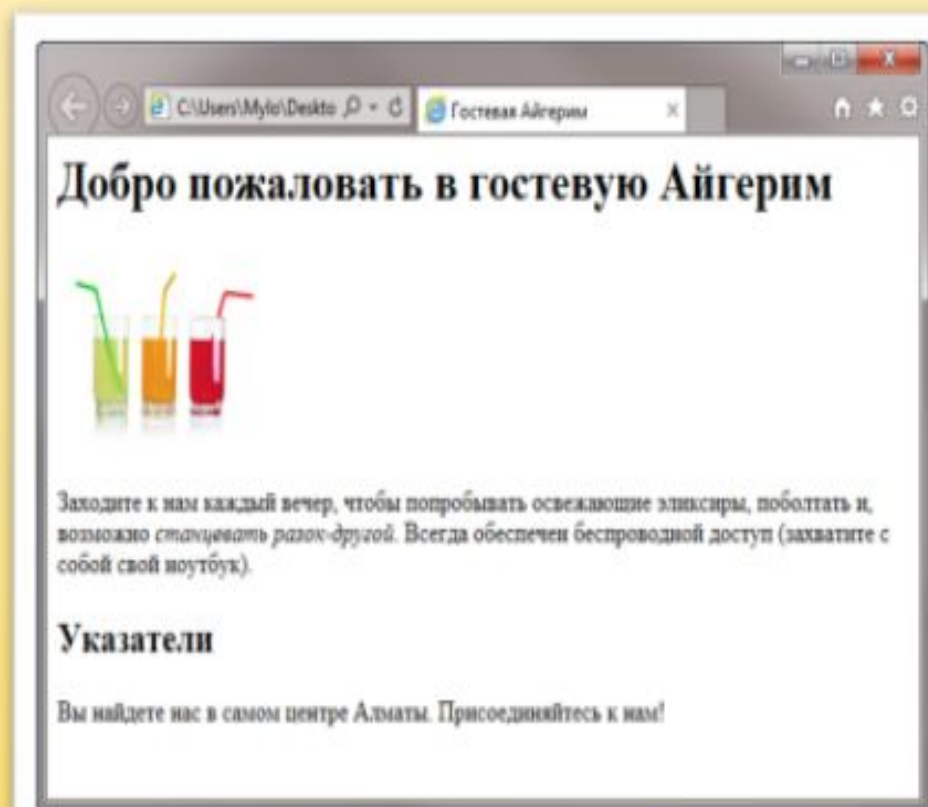 C:\Users\Mylo\Deskto
Гостевая Айгерим
Добро пожаловать в гостевую Айгерим
Заходите к нам каждый вечер, чтобы попробывать освежающие эликсиры, поболтать и,
возможно станцевать разок-другой. Всегда обеспечен беспроводной доступ (захватите с
собой свой ноутбук).
Указатели
Вы найдете нас в самом центре Алматы. Присоединяйтесь к нам!